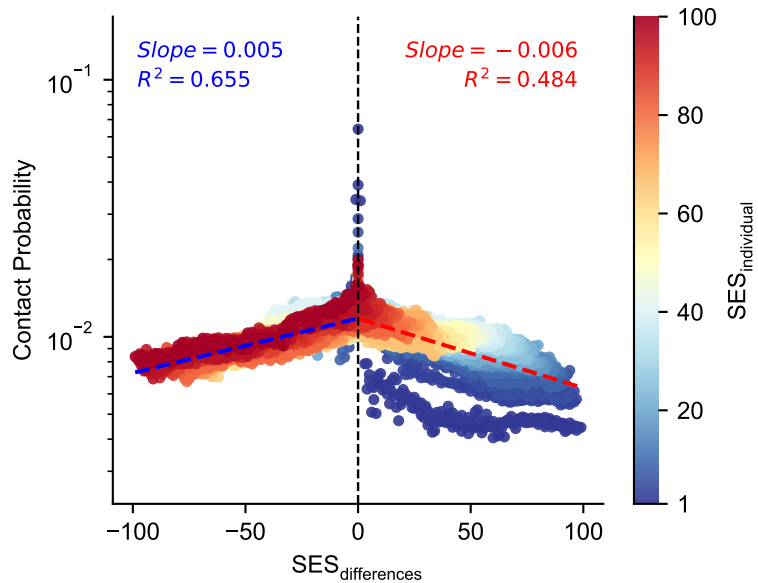 Slope = 0.005
R² = 0.655
Slope = − 0.006
R² = 0.484
10⁻¹
10⁻²
Contact Probability
−100
−50
0
50
100
SES_differences
100
80
60
40
20
1
SES_individual